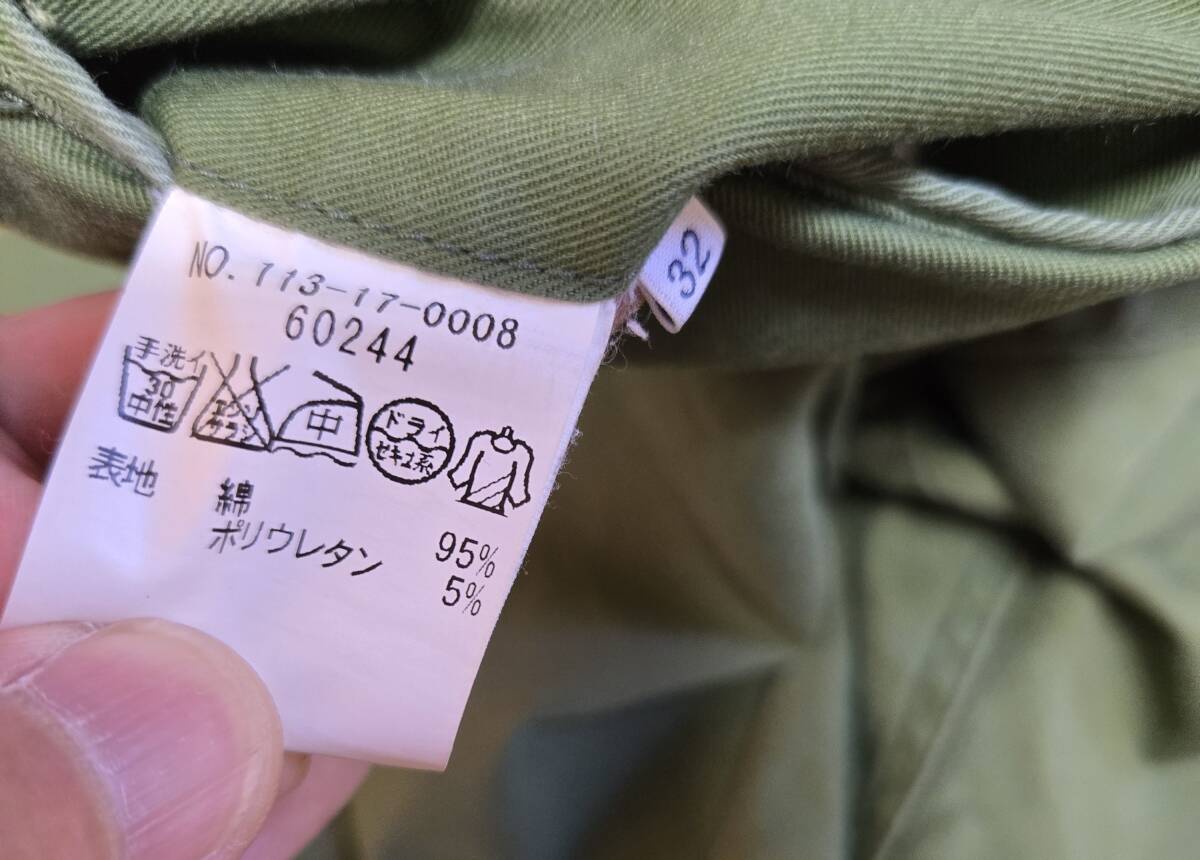 NO. 113-17-0008
60244
32
手洗イ
30
中性
エンソ
サラシ
中
ドライ
セキユ系
表地
綿 95%
ポリウレタン 5%